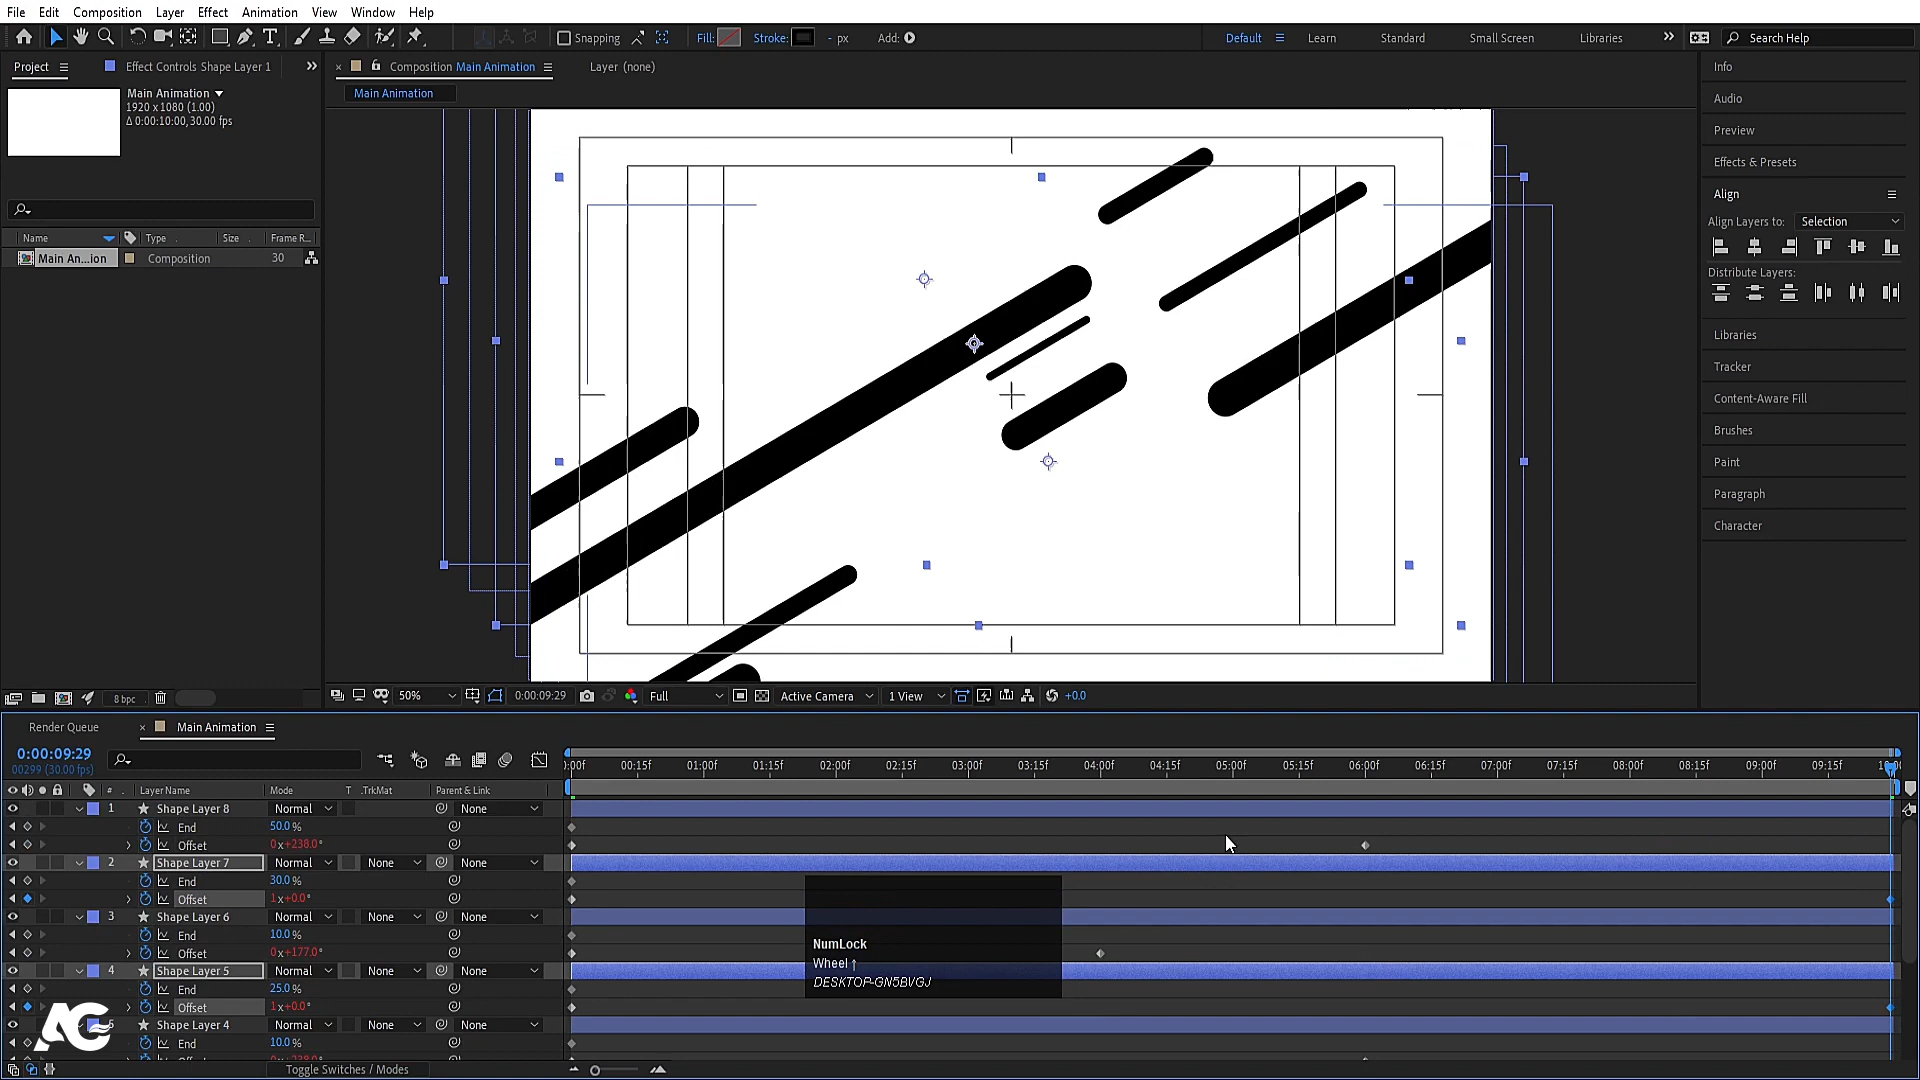 File Edit Composition Layer Effect Animation View Window Help
Snapping Fill: Stroke: - px Add: Default Learn Standard Small Screen Libraries Search Help
Project Effect Controls Shape Layer 1 Composition Main Animation Layer (none) Info
Main Animation
1920 x 1080 (1.00)
Δ 0:00:10:00, 30.00 fps
Main Animation
Audio
Preview
Effects & Presets
Align
Align Layers to: Selection
Distribute Layers:
Libraries
Tracker
Content-Aware Fill
Brushes
Paint
Paragraph
Character
Name Type Size Frame R...
Main An...ion Composition 30
8 bpc 50% 0:00:09:29 Full Active Camera 1 View +0.0
Render Queue Main Animation
0:00:09:29
00299 (30.00 fps)
:00f 00:15f 01:00f 01:15f 02:00f 02:15f 03:00f 03:15f 04:00f 04:15f 05:00f 05:15f 06:00f 06:15f 07:00f 07:15f 08:00f 08:15f 09:00f 09:15f
# Layer Name Mode T .TrkMat Parent & Link
1 Shape Layer 8 Normal None
End 50.0 %
Offset 0x+238.0°
2 Shape Layer 7 Normal None None
End 30.0 %
Offset 1x+0.0°
3 Shape Layer 6 Normal None None
End 10.0 %
Offset 0x+177.0°
4 Shape Layer 5 Normal None None
End 25.0 %
Offset 1x+0.0°
5 Shape Layer 4 Normal None None
End 10.0 %
NumLock
Wheel ↑
DESKTOP-GN5BVGJ
AG
Toggle Switches / Modes